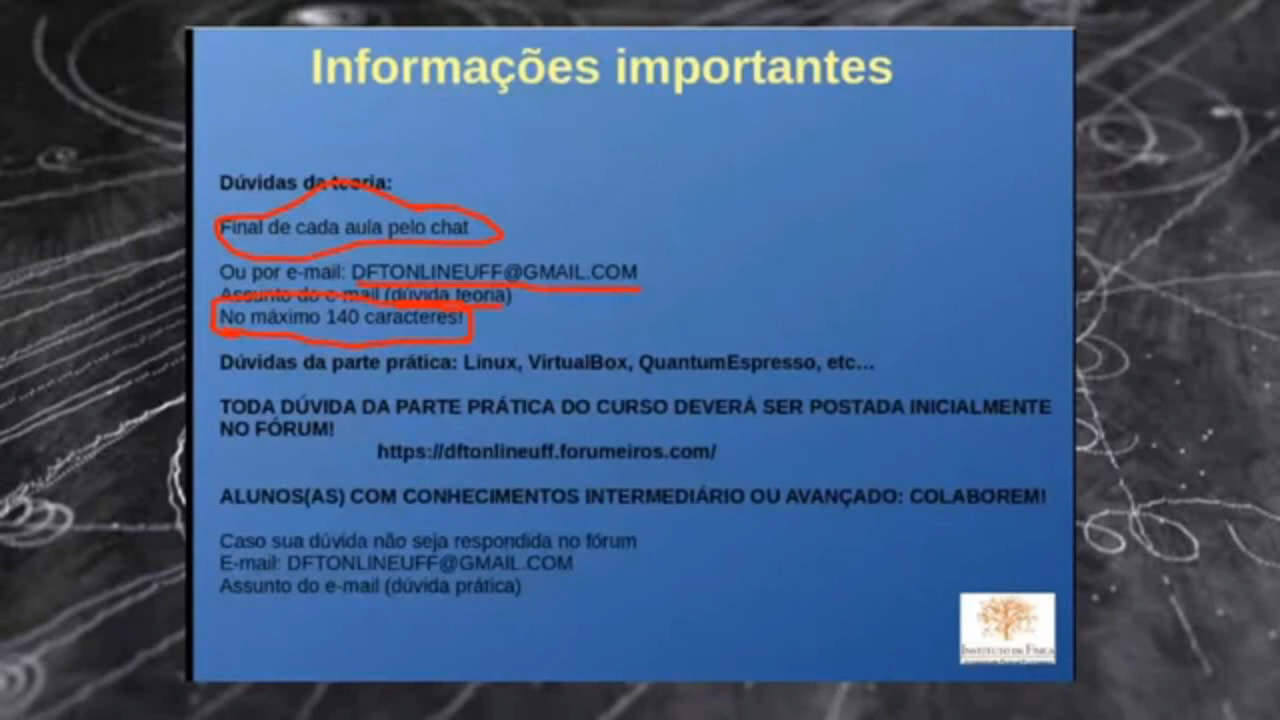 Informações importantes
Dúvidas da teoria:
Final de cada aula pelo chat
Ou por e-mail: DFTONLINEUFF@GMAIL.COM
Assunto do e-mail (dúvida teoria)
No máximo 140 caracteres!
Dúvidas da parte prática: Linux, VirtualBox, QuantumEspresso, etc...
TODA DÚVIDA DA PARTE PRÁTICA DO CURSO DEVERÁ SER POSTADA INICIALMENTE
NO FÓRUM!
https://dftonlineuff.forumeiros.com/
ALUNOS(AS) COM CONHECIMENTOS INTERMEDIÁRIO OU AVANÇADO: COLABOREM!
Caso sua dúvida não seja respondida no fórum
E-mail: DFTONLINEUFF@GMAIL.COM
Assunto do e-mail (dúvida prática)
INSTITUTO DE FÍSICA